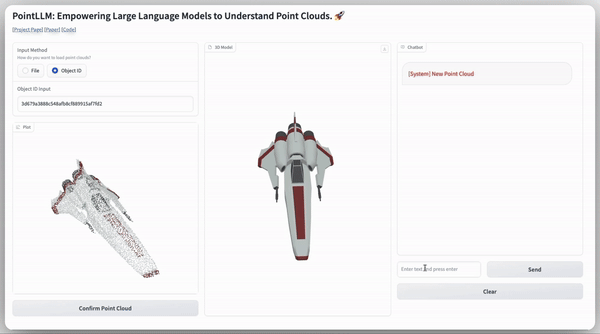 PointLLM: Empowering Large Language Models to Understand Point Clouds. 🚀
[Project Page] [Paper] [Code]
Input Method
How do you want to load point clouds?
File
Object ID
Object ID Input
Plot
Confirm Point Cloud
3D Model
Chatbot
[System] New Point Cloud
Enter text and press enter
Send
Clear